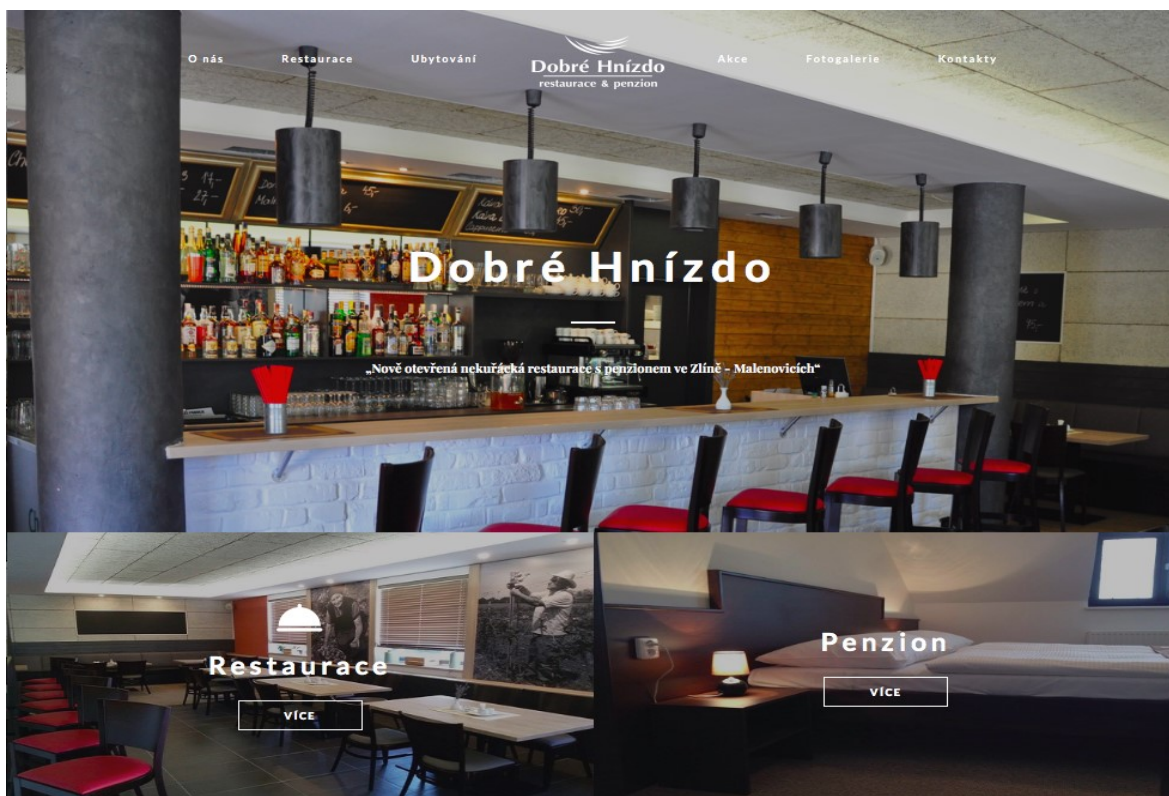 O nás
Restaurace
Ubytování
Dobré Hnízdo
restaurace & penzion
Akce
Fotogalerie
Kontakty
Dobré Hnízdo
„Nově otevřená nekuřácká restaurace s penzionem ve Zlíně - Malenovicích“
Restaurace
VÍCE
Penzion
VÍCE